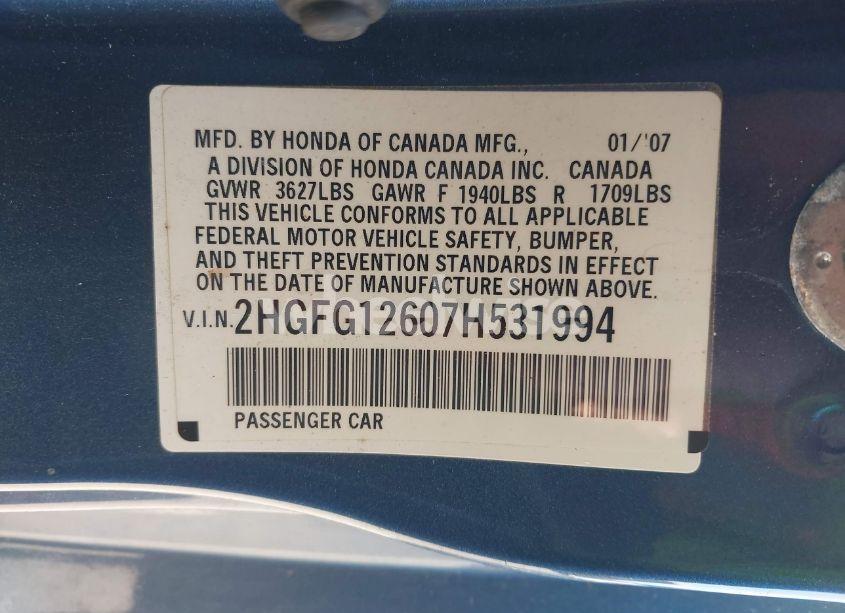 MFD. BY HONDA OF CANADA MFG., 01/'07
A DIVISION OF HONDA CANADA INC. CANADA
GVWR 3627LBS GAWR F 1940LBS R 1709LBS
THIS VEHICLE CONFORMS TO ALL APPLICABLE
FEDERAL MOTOR VEHICLE SAFETY, BUMPER,
AND THEFT PREVENTION STANDARDS IN EFFECT
ON THE DATE OF MANUFACTURE SHOWN ABOVE.
V.I.N. 2HGFG12607H531994
PASSENGER CAR